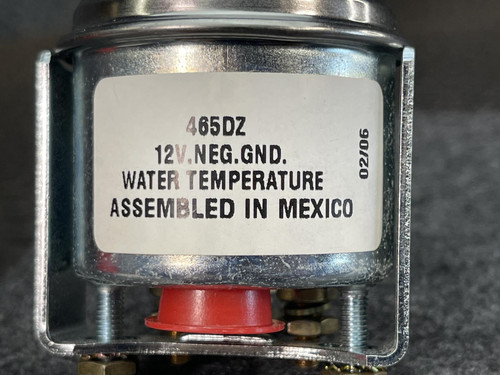 465DZ
12V.NEG.GND.
WATER TEMPERATURE
ASSEMBLED IN MEXICO
02/06